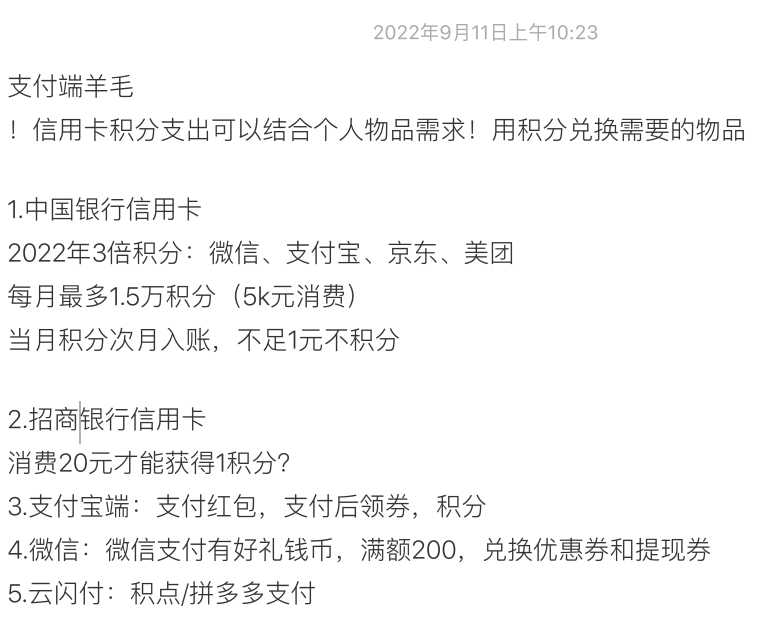 2022年9月11日上午10:23
支付端羊毛
！信用卡积分支出可以结合个人物品需求！用积分兑换需要的物品
1.中国银行信用卡
2022年3倍积分：微信、支付宝、京东、美团
每月最多1.5万积分（5k元消费）
当月积分次月入账，不足1元不积分
2.招商银行信用卡
消费20元才能获得1积分？
3.支付宝端：支付红包，支付后领券，积分
4.微信：微信支付有好礼钱币，满额200，兑换优惠券和提现券
5.云闪付：积点/拼多多支付